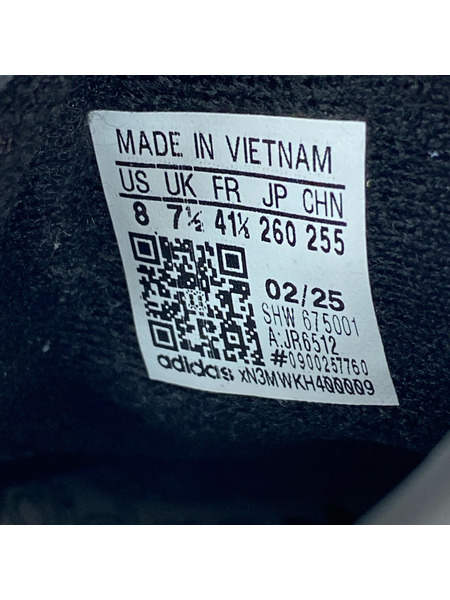 MADE IN VIETNAM
US UK FR JP CHN
8 7½ 41⅓ 260 255
02/25
SHW 675001
A:JR6512
#0900257760
adidas XN3MWKH400009